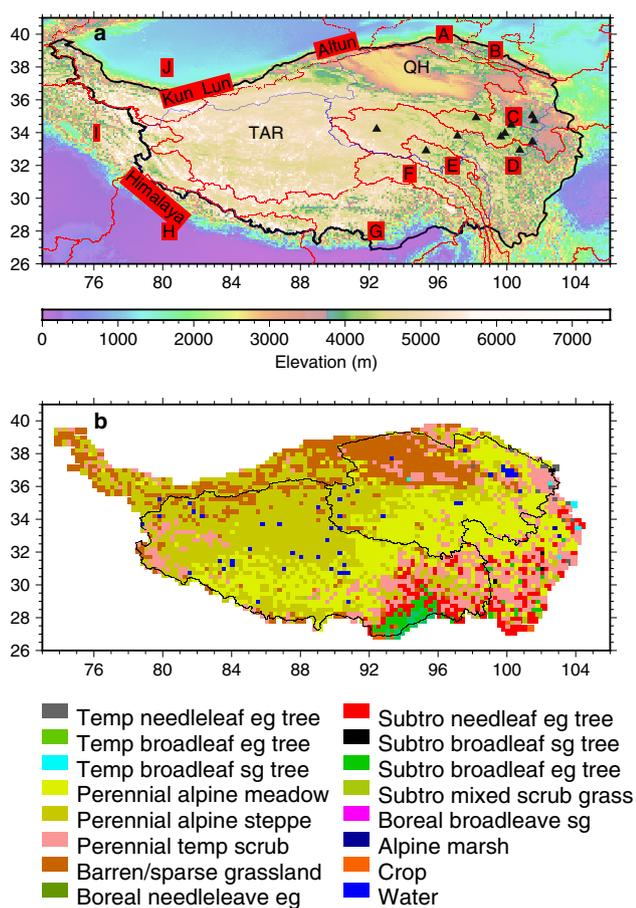 a
40
38
36
34
32
30
28
26
A
B
Altun
QH
J
Kun Lun
C
I
TAR
D
E
F
Himalaya
G
H
76 80 84 88 92 96 100 104
0 1000 2000 3000 4000 5000 6000 7000
Elevation (m)
b
40
38
36
34
32
30
28
26
76 80 84 88 92 96 100 104
Temp needleleaf eg tree
Temp broadleaf eg tree
Temp broadleaf sg tree
Perennial alpine meadow
Perennial alpine steppe
Perennial temp scrub
Barren/sparse grassland
Boreal needleleave eg
Subtro needleaf eg tree
Subtro broadleaf sg tree
Subtro broadleaf eg tree
Subtro mixed scrub grass
Boreal broadleave sg
Alpine marsh
Crop
Water